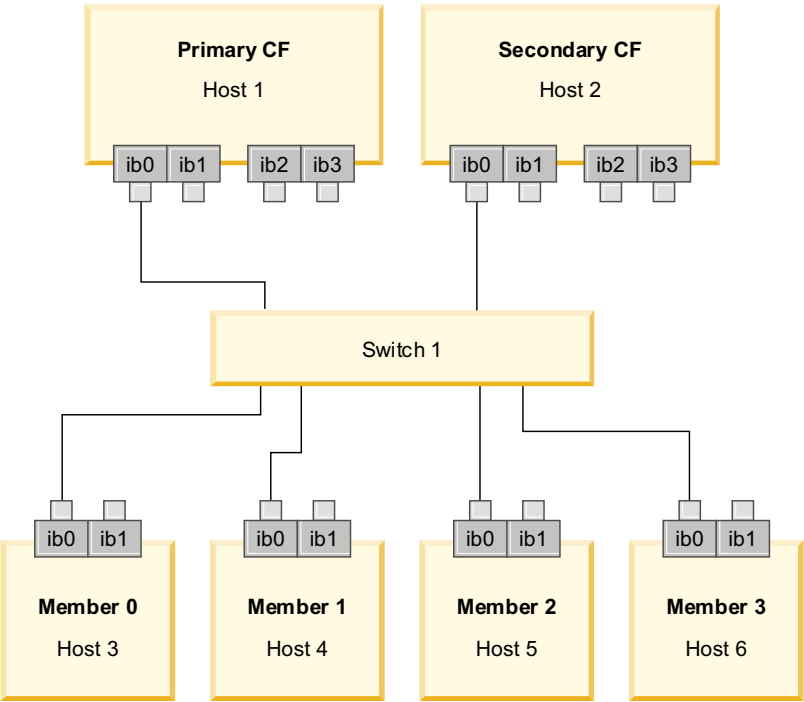 Primary CF
Host 1
ib0 ib1 ib2 ib3
Secondary CF
Host 2
ib0 ib1 ib2 ib3
Switch 1
ib0 ib1
Member 0
Host 3
ib0 ib1
Member 1
Host 4
ib0 ib1
Member 2
Host 5
ib0 ib1
Member 3
Host 6